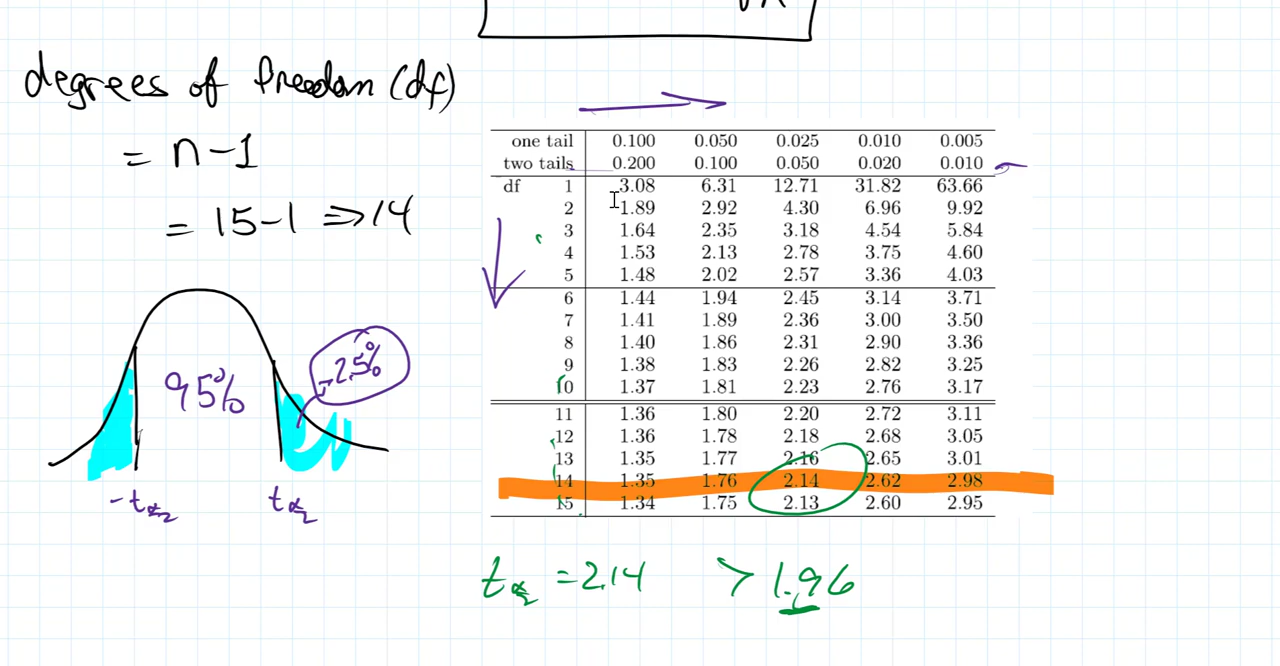 √n
degrees of freedom (df)
= n-1
= 15-1 ⇒ 14
95%
→2.5%
-tα/2
tα/2
one tail 0.100 0.050 0.025 0.010 0.005
two tails 0.200 0.100 0.050 0.020 0.010
df 1 3.08 6.31 12.71 31.82 63.66
2 1.89 2.92 4.30 6.96 9.92
3 1.64 2.35 3.18 4.54 5.84
4 1.53 2.13 2.78 3.75 4.60
5 1.48 2.02 2.57 3.36 4.03
6 1.44 1.94 2.45 3.14 3.71
7 1.41 1.89 2.36 3.00 3.50
8 1.40 1.86 2.31 2.90 3.36
9 1.38 1.83 2.26 2.82 3.25
10 1.37 1.81 2.23 2.76 3.17
11 1.36 1.80 2.20 2.72 3.11
12 1.36 1.78 2.18 2.68 3.05
13 1.35 1.77 2.16 2.65 3.01
14 1.35 1.76 2.14 2.62 2.98
15 1.34 1.75 2.13 2.60 2.95
tα/2 = 2.14 > 1.96